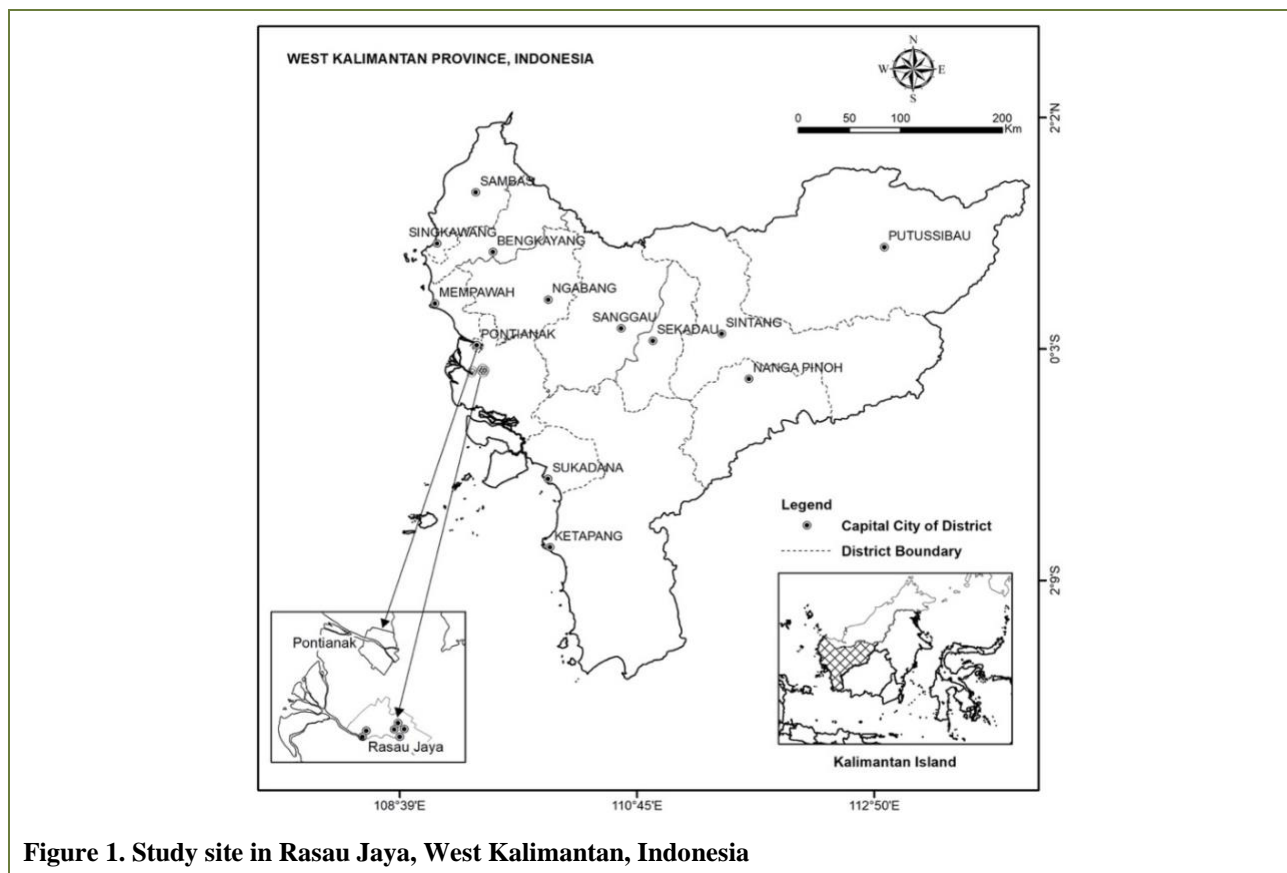 WEST KALIMANTAN PROVINCE, INDONESIA
N
W
E
S
0 50 100 200
Km
2°2'N
SAMBAS
SINGKAWANG
BENGKAYANG
PUTUSSIBAU
MEMPAWAH
NGABANG
SANGGAU
SEKADAU
SINTANG
PONTIANAK
0°3'S
NANGA PINOH
SUKADANA
KETAPANG
Legend
Capital City of District
District Boundary
2°9'S
Pontianak
Rasau Jaya
Kalimantan Island
108°39'E
110°45'E
112°50'E
Figure 1. Study site in Rasau Jaya, West Kalimantan, Indonesia